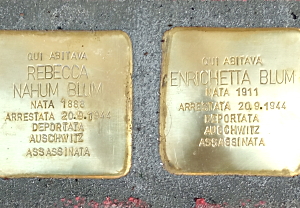 QUI ABITAVA
REBECCA
NAHUM BLUM
NATA 1888
ARRESTATA 20.9.1944
DEPORTATA
AUSCHWITZ
ASSASSINATA
QUI ABITAVA
ENRICHETTA BLUM
NATA 1911
ARRESTATA 20.9.1944
DEPORTATA
AUSCHWITZ
ASSASSINATA